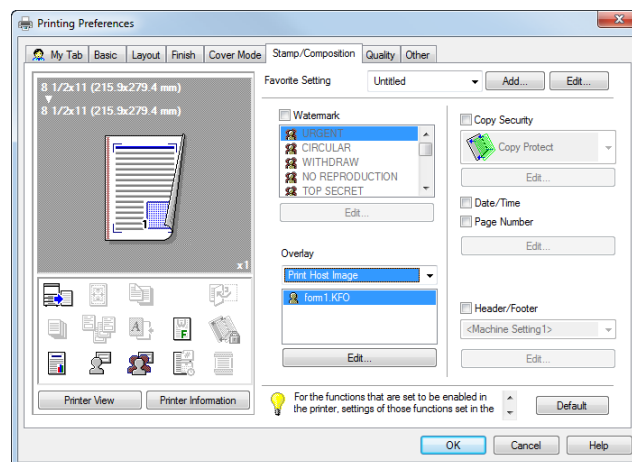 Printing Preferences
My Tab Basic Layout Finish Cover Mode Stamp/Composition Quality Other
8 1/2x11 (215.9x279.4 mm)
8 1/2x11 (215.9x279.4 mm)
1
x1
F
Printer View Printer Information
Favorite Setting Untitled Add... Edit...
Watermark
URGENT
CIRCULAR
WITHDRAW
NO REPRODUCTION
TOP SECRET
Edit...
Overlay
Print Host Image
form1.KFO
Edit...
Copy Security
Copy Protect
Edit...
Date/Time
Page Number
Edit...
Header/Footer
<Machine Setting1>
Edit...
For the functions that are set to be enabled in
the printer, settings of those functions set in the
Default
OK Cancel Help